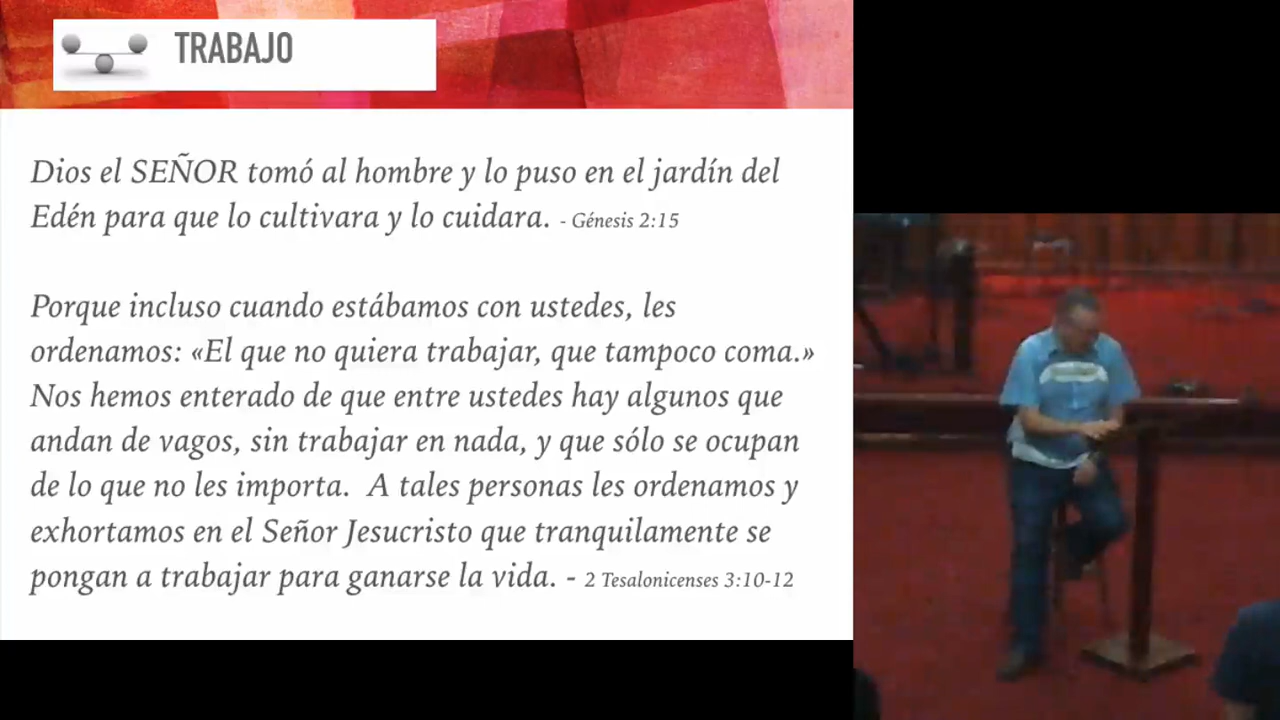 TRABAJO
Dios el SEÑOR tomó al hombre y lo puso en el jardín del
Edén para que lo cultivara y lo cuidara. - Génesis 2:15
Porque incluso cuando estábamos con ustedes, les
ordenamos: «El que no quiera trabajar, que tampoco coma.»
Nos hemos enterado de que entre ustedes hay algunos que
andan de vagos, sin trabajar en nada, y que sólo se ocupan
de lo que no les importa. A tales personas les ordenamos y
exhortamos en el Señor Jesucristo que tranquilamente se
pongan a trabajar para ganarse la vida. - 2 Tesalonicenses 3:10-12